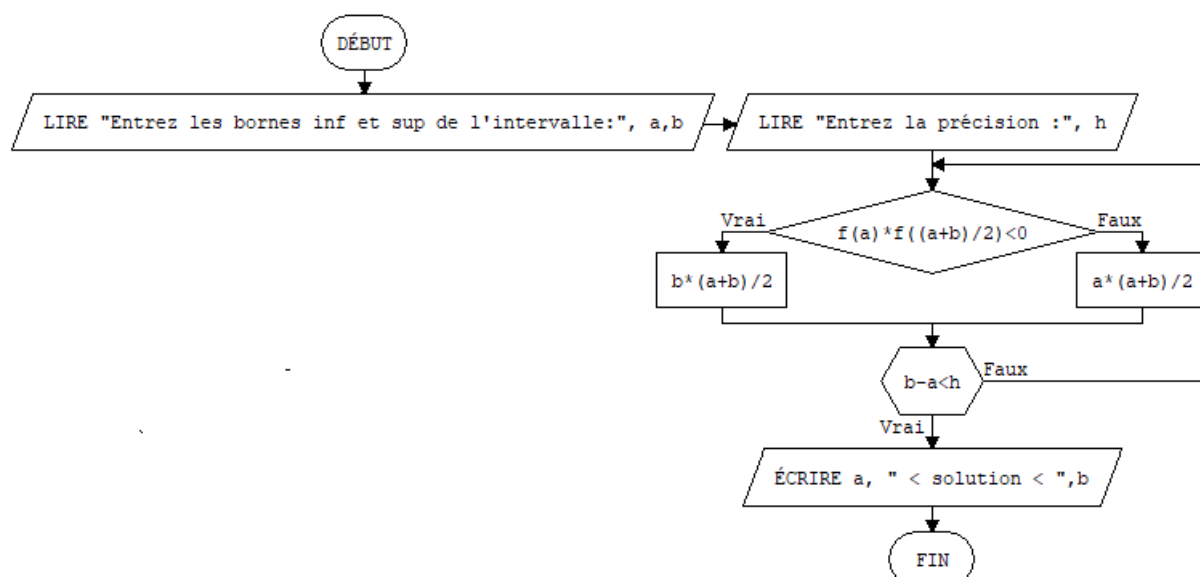 DÉBUT
LIRE "Entrez les bornes inf et sup de l'intervalle:", a,b
LIRE "Entrez la précision :", h
Vrai
f(a)*f((a+b)/2)<0
Faux
b*(a+b)/2
a*(a+b)/2
b-a<h
Faux
Vrai
ÉCRIRE a, " < solution < ",b
FIN